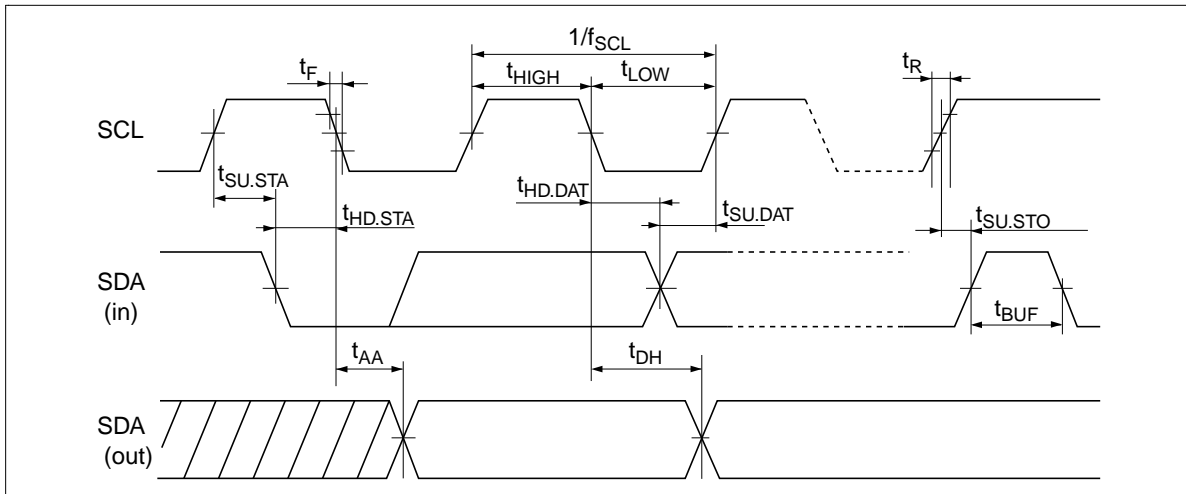 1/fSCL
tF
tHIGH
tLOW
tR
SCL
tSU.STA
tHD.DAT
tHD.STA
tSU.DAT
tSU.STO
SDA
(in)
tBUF
tAA
tDH
SDA
(out)